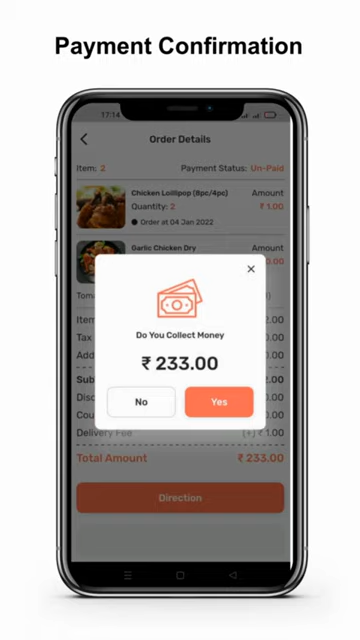 Payment Confirmation
17:14
Order Details
Item: 2 Payment Status: Un-Paid
Chicken Lollipop (8pc/4pc) Amount
Quantity: 2 ₹ 1.00
Order at 04 Jan 2022
Garlic Chicken Dry Amount
Do You Collect Money
₹ 233.00
No Yes
Delivery Fee (+) ₹ 1.00
Total Amount ₹ 233.00
Direction